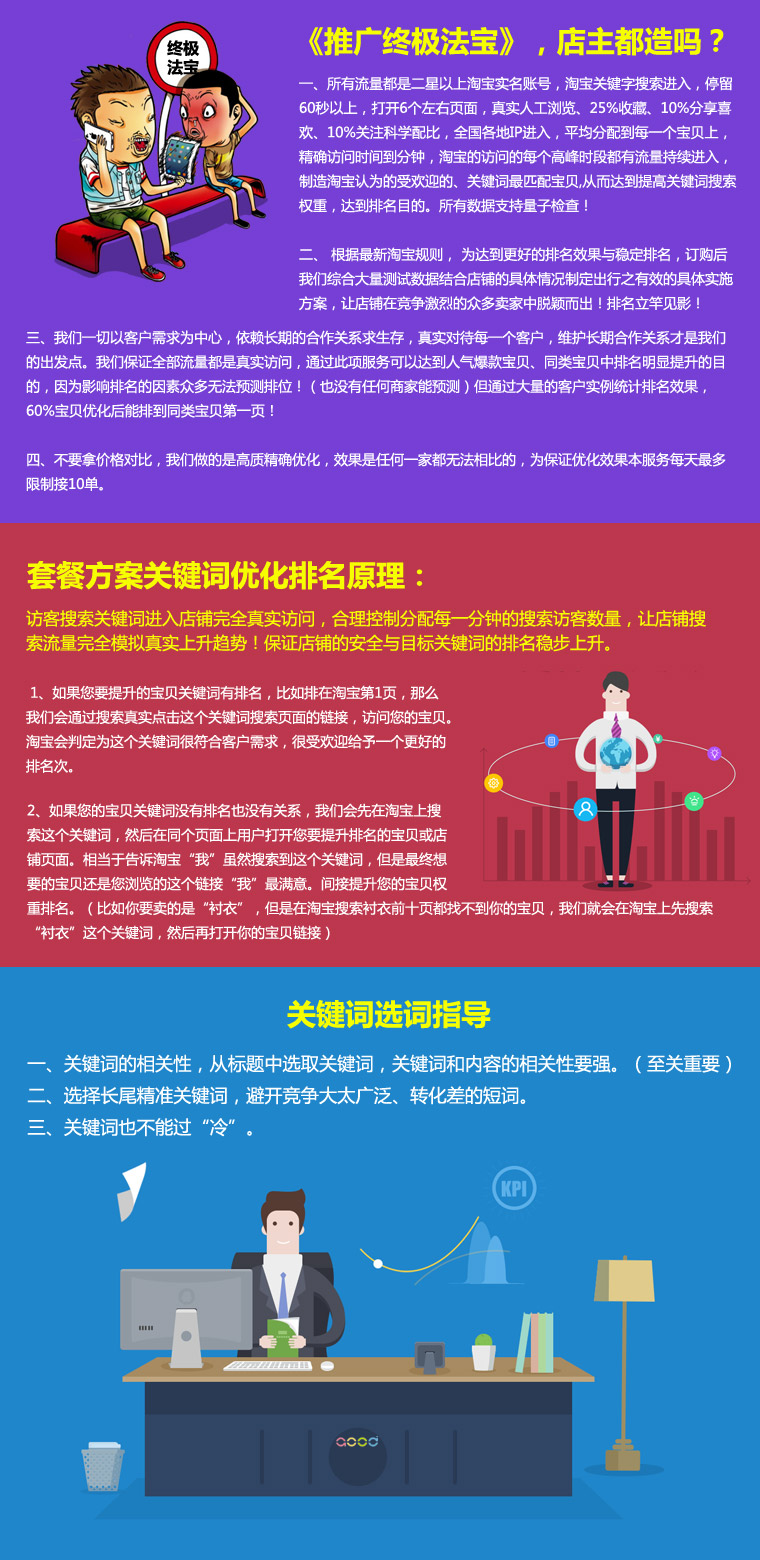 终极
法宝
《推广终极法宝》，店主都造吗？
一、所有流量都是二星以上淘宝实名账号，淘宝关键字搜索进入，停留
60秒以上，打开6个左右页面，真实人工浏览、25%收藏、10%分享喜
欢、10%关注科学配比，全国各地IP进入，平均分配到每一个宝贝上，
精确访问时间到分钟，淘宝的访问的每个高峰时段都有流量持续进入，
制造淘宝认为的受欢迎的、关键词最匹配宝贝,从而达到提高关键词搜索
权重，达到排名目的。所有数据支持量子检查！
二、 根据最新淘宝规则， 为达到更好的排名效果与稳定排名，订购后
我们综合大量测试数据结合店铺的具体情况制定出行之有效的具体实施
方案，让店铺在竞争激烈的众多卖家中脱颖而出！排名立竿见影！
三、我们一切以客户需求为中心，依赖长期的合作关系求生存，真实对待每一个客户，维护长期合作关系才是我们
的出发点。我们保证全部流量都是真实访问，通过此项服务可以达到人气爆款宝贝、同类宝贝中排名明显提升的目
的，因为影响排名的因素众多无法预测排位！（也没有任何商家能预测）但通过大量的客户实例统计排名效果，
60%宝贝优化后能排到同类宝贝第一页！
四、不要拿价格对比，我们做的是高质精确优化，效果是任何一家都无法相比的，为保证优化效果本服务每天最多
限制接10单。
套餐方案关键词优化排名原理：
访客搜索关键词进入店铺完全真实访问，合理控制分配每一分钟的搜索访客数量，让店铺搜
索流量完全模拟真实上升趋势！保证店铺的安全与目标关键词的排名稳步上升。
1、如果您要提升的宝贝关键词有排名，比如排在淘宝第1页，那么
我们会通过搜索真实点击这个关键词搜索页面的链接，访问您的宝贝。
淘宝会判定为这个关键词很符合客户需求，很受欢迎给予一个更好的
排名次。
2、如果您的宝贝关键词没有排名也没有关系，我们会先在淘宝上搜
索这个关键词，然后在同个页面上用户打开您要提升排名的宝贝或店
铺页面。相当于告诉淘宝“我”虽然搜索到这个关键词，但是最终想
要的宝贝还是您浏览的这个链接“我”最满意。间接提升您的宝贝权
重排名。（比如你要卖的是“衬衣”，但是在淘宝搜索衬衣前十页都找不到你的宝贝，我们就会在淘宝上先搜索
“衬衣”这个关键词，然后再打开你的宝贝链接）
关键词选词指导
一、关键词的相关性，从标题中选取关键词，关键词和内容的相关性要强。（至关重要）
二、选择长尾精准关键词，避开竞争大太广泛、转化差的短词。
三、关键词也不能过“冷”。
KPI